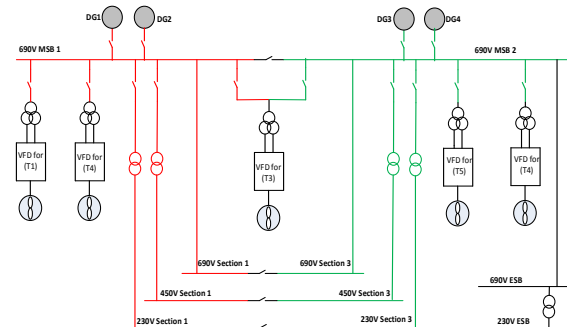 DG1
DG2
DG3
DG4
690V MSB 1
690V MSB 2
VFD for
(T1)
VFD for
(T4)
VFD for
(T3)
VFD for
(T5)
VFD for
(T4)
690V Section 1
690V Section 3
690V ESB
450V Section 1
450V Section 3
230V Section 1
230V Section 3
230V ESB